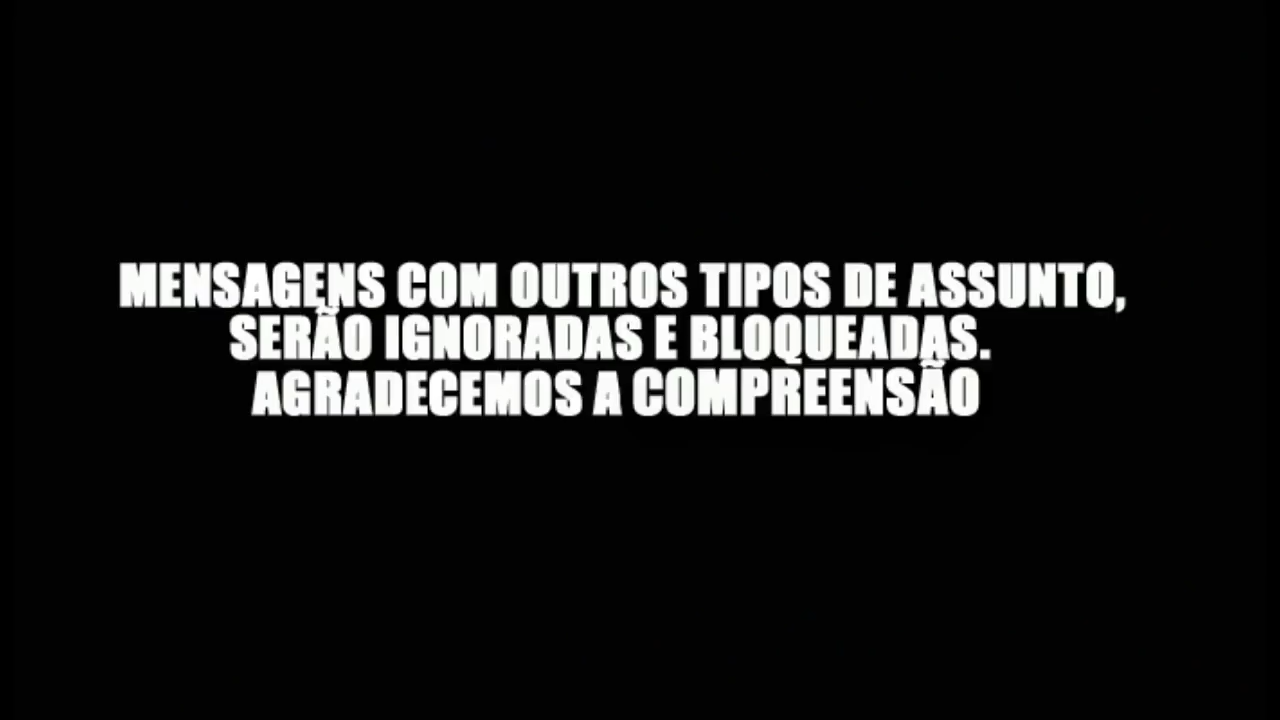 MENSAGENS COM OUTROS TIPOS DE ASSUNTO,
SERÃO IGNORADAS E BLOQUEADAS.
AGRADECEMOS A COMPREENSÃO